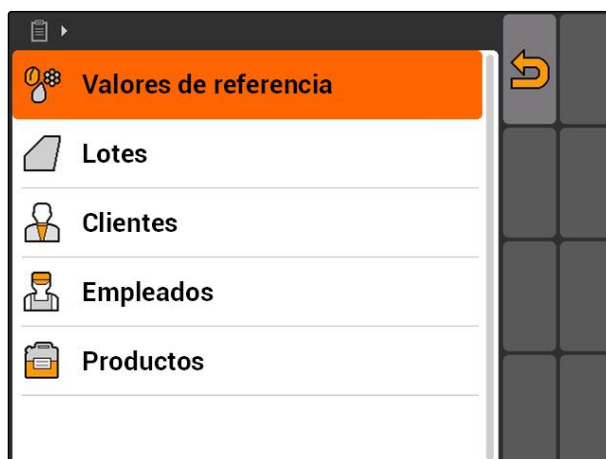 Valores de referencia
Lotes
Clientes
Empleados
Productos